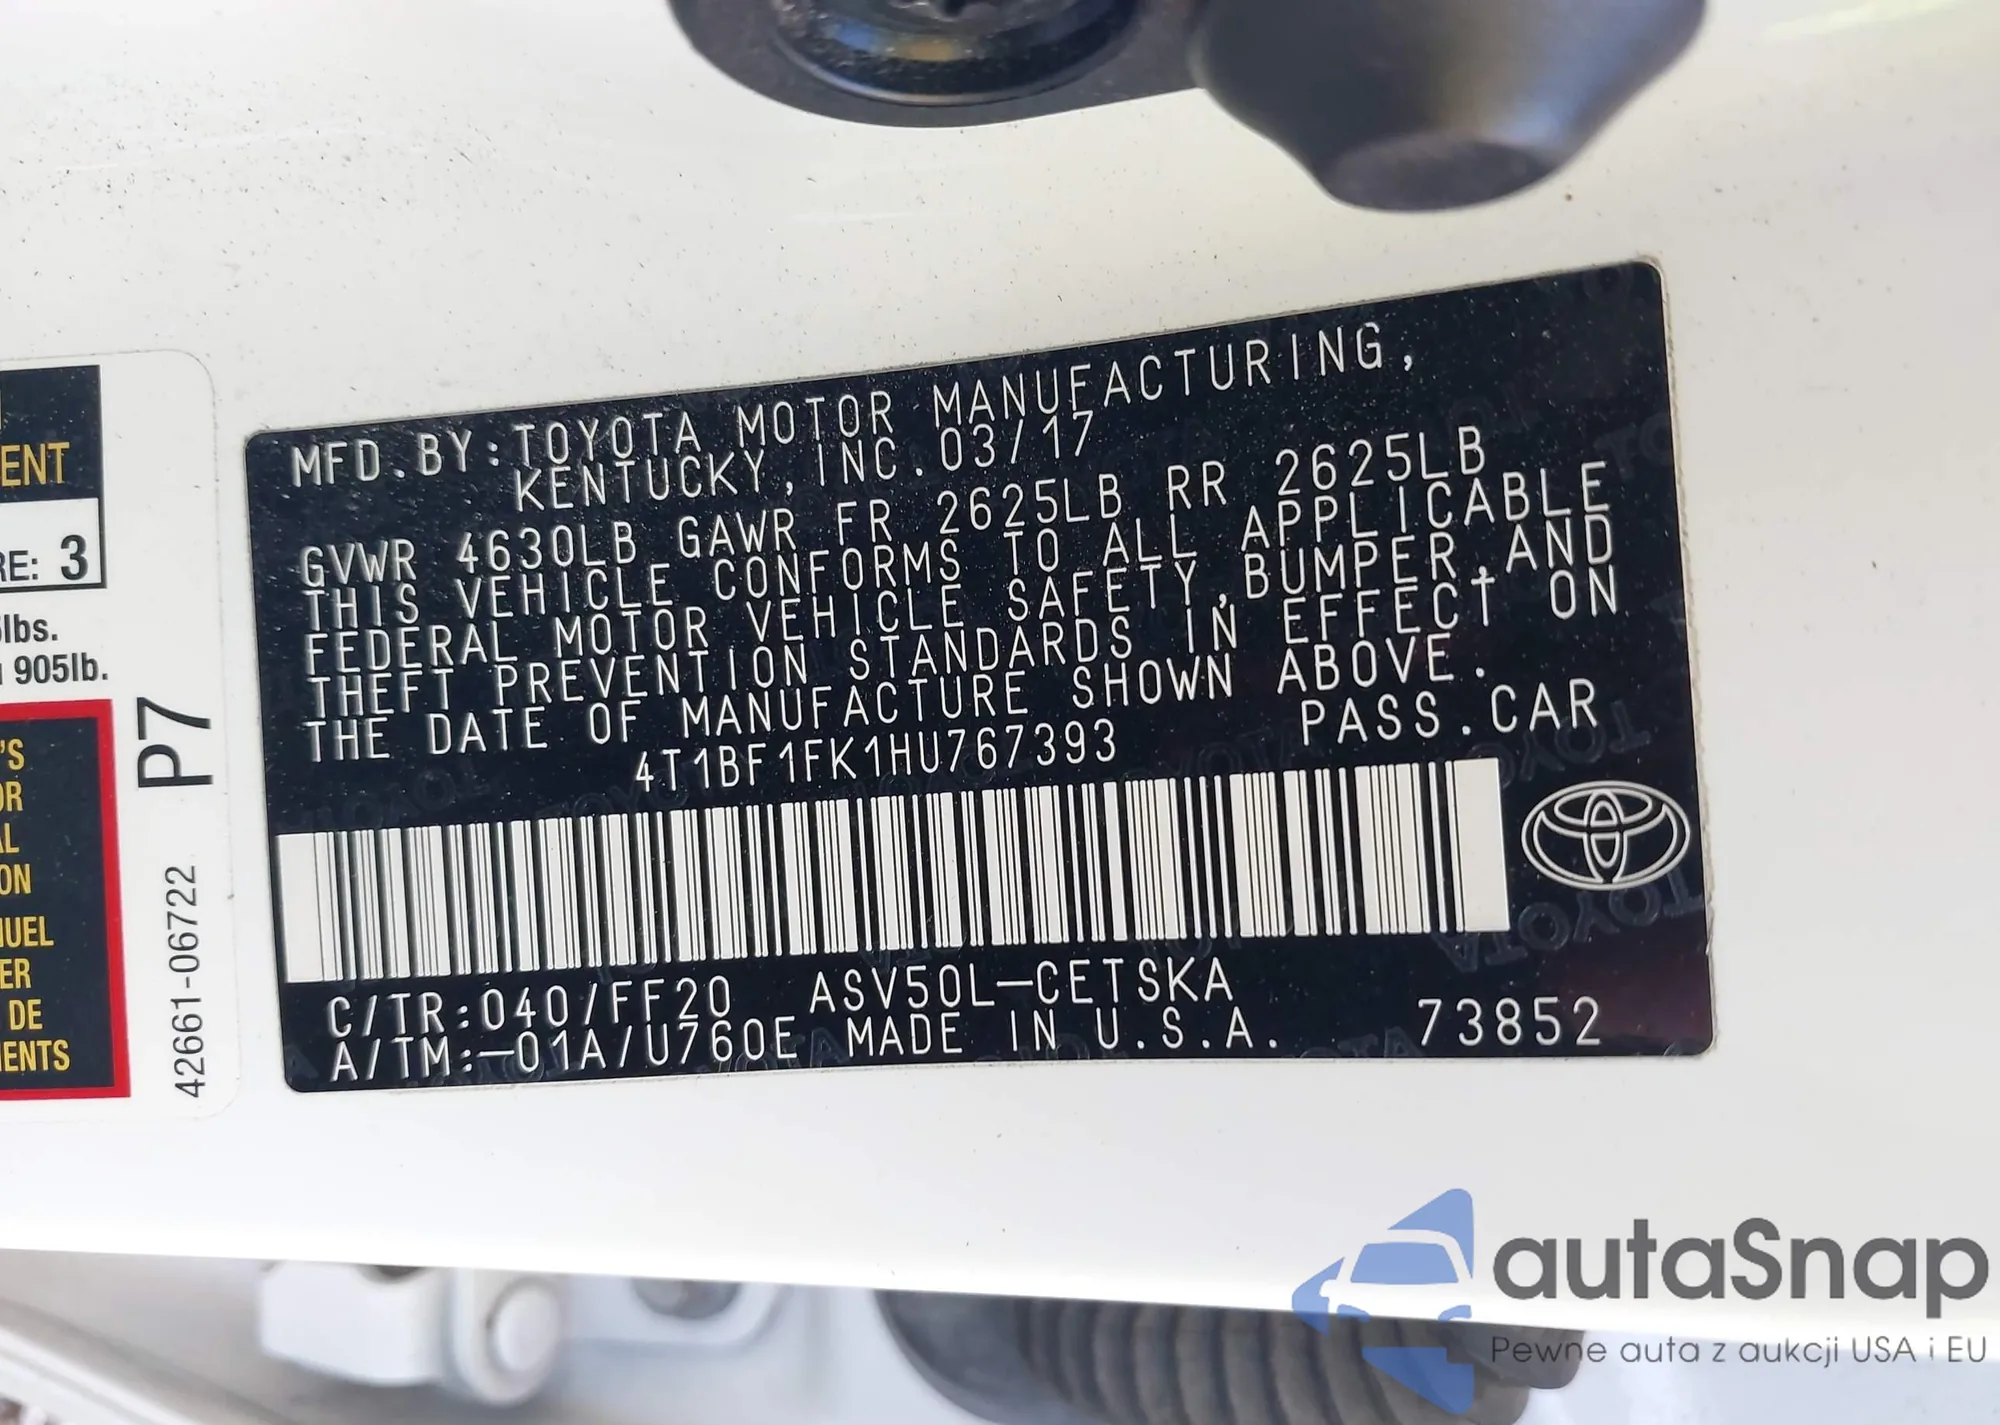 ENT
RE: 3
lbs.
905lb.
'S
OR
AL
ON
UEL
ER
DE
ENTS
P7
42661-06722
MFD.BY:TOYOTA MOTOR MANUFACTURING,
KENTUCKY,INC.03/17
GVWR 4630LB GAWR FR 2625LB RR 2625LB
THIS VEHICLE CONFORMS TO ALL APPLICABLE
FEDERAL MOTOR VEHICLE SAFETY,BUMPER,AND
THEFT PREVENTION STANDARDS IN EFFECT ON
THE DATE OF MANUFACTURE SHOWN ABOVE.
4T1BF1FK1HU767393 PASS.CAR
C/TR:040/FF20 ASV50L-CETSKA
A/TM:-01A/U760E MADE IN U.S.A. 73852
autaSnap
Pewne auta z aukcji USA i EU